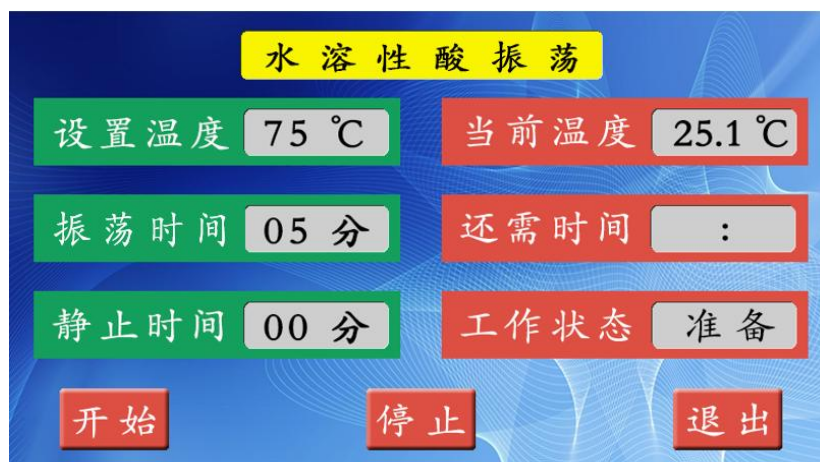 水溶性酸振荡
设置温度 75 ℃ 当前温度 25.1 ℃
振荡时间 05 分 还需时间 :
静止时间 00 分 工作状态 准备
开始 停止 退出